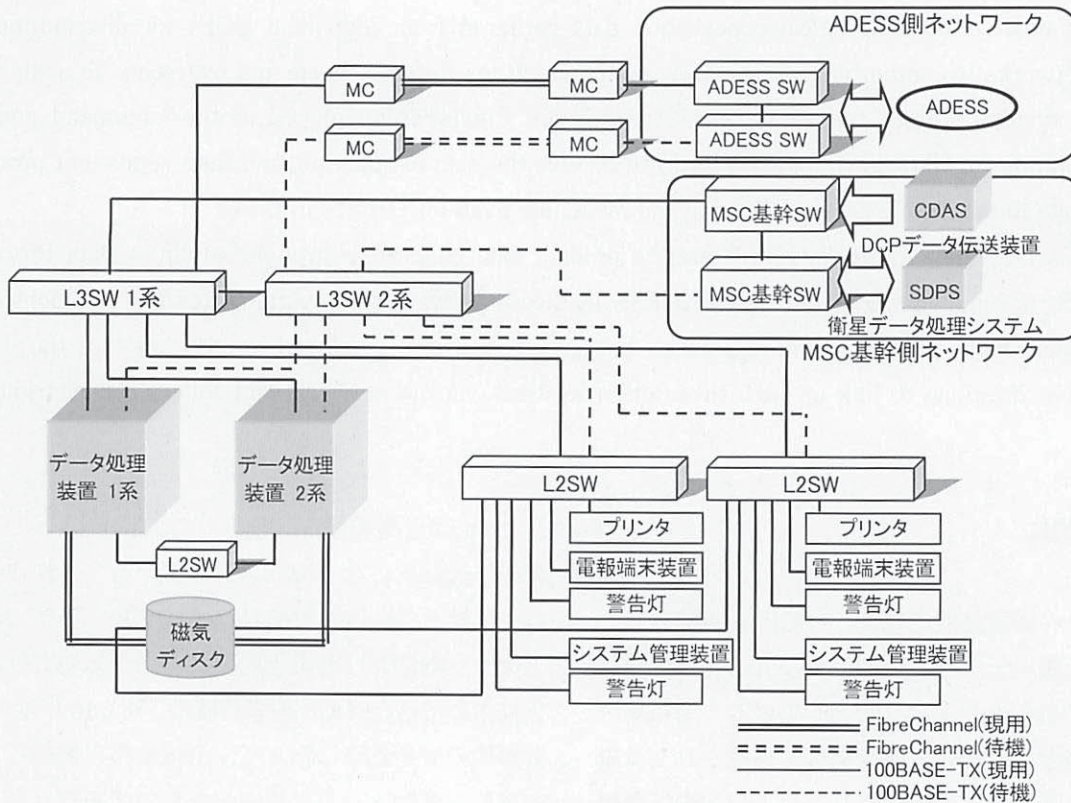 ADESS側ネットワーク
MC
MC
ADESS SW
ADESS
MC
MC
ADESS SW
MSC基幹SW
CDAS
DCPデータ伝送装置
MSC基幹SW
SDPS
衛星データ処理システム
MSC基幹側ネットワーク
L3SW 1系
L3SW 2系
データ処理
装置 1系
データ処理
装置 2系
L2SW
磁気
ディスク
L2SW
プリンタ
電報端末装置
警告灯
システム管理装置
警告灯
L2SW
プリンタ
電報端末装置
警告灯
システム管理装置
警告灯
FibreChannel(現用)
FibreChannel(待機)
100BASE-TX(現用)
100BASE-TX(待機)